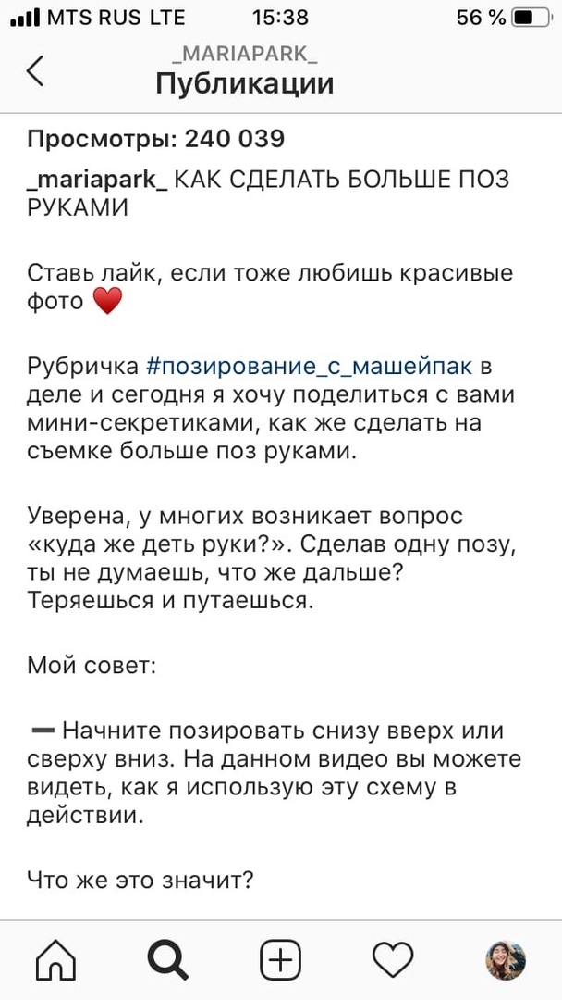 MTS RUS LTE 15:38 56 %
_MARIAPARK_
Публикации
Просмотры: 240 039
_mariapark_ КАК СДЕЛАТЬ БОЛЬШЕ ПОЗ
РУКАМИ
Ставь лайк, если тоже любишь красивые
фото ❤️
Рубричка #позирование_с_машейпак в
деле и сегодня я хочу поделиться с вами
мини-секретиками, как же сделать на
съемке больше поз руками.
Уверена, у многих возникает вопрос
«куда же деть руки?». Сделав одну позу,
ты не думаешь, что же дальше?
Теряешься и путаешься.
Мой совет:
➖Начните позировать снизу вверх или
сверху вниз. На данном видео вы можете
видеть, как я использую эту схему в
действии.
Что же это значит?